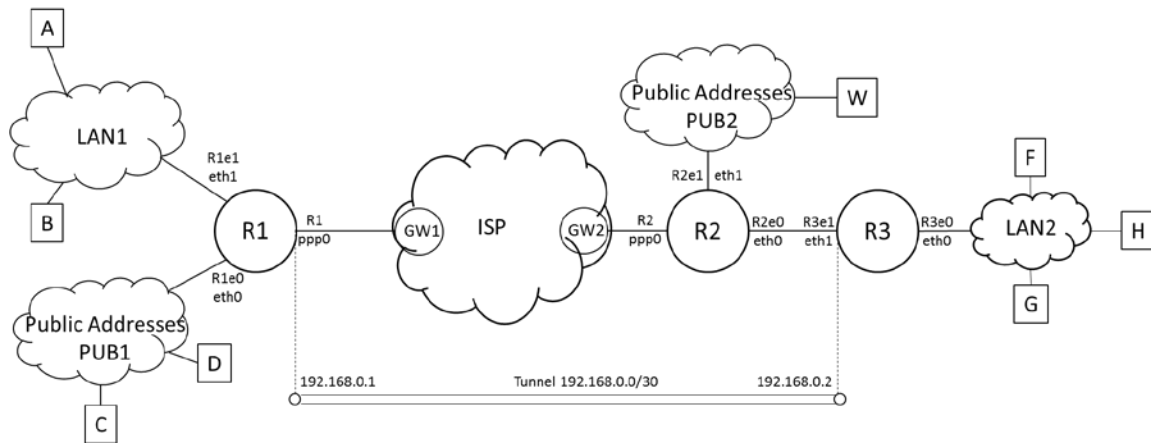 A
LAN1
B
R1e1
eth1
R1
R1
ppp0
R1e0
eth0
Public Addresses
PUB1
D
C
GW1
ISP
GW2
R2
ppp0
R2
Public Addresses
PUB2
W
R2e1
eth1
R2e0
eth0
R3e1
eth1
R3
R3e0
eth0
F
LAN2
H
G
192.168.0.1
Tunnel 192.168.0.0/30
192.168.0.2